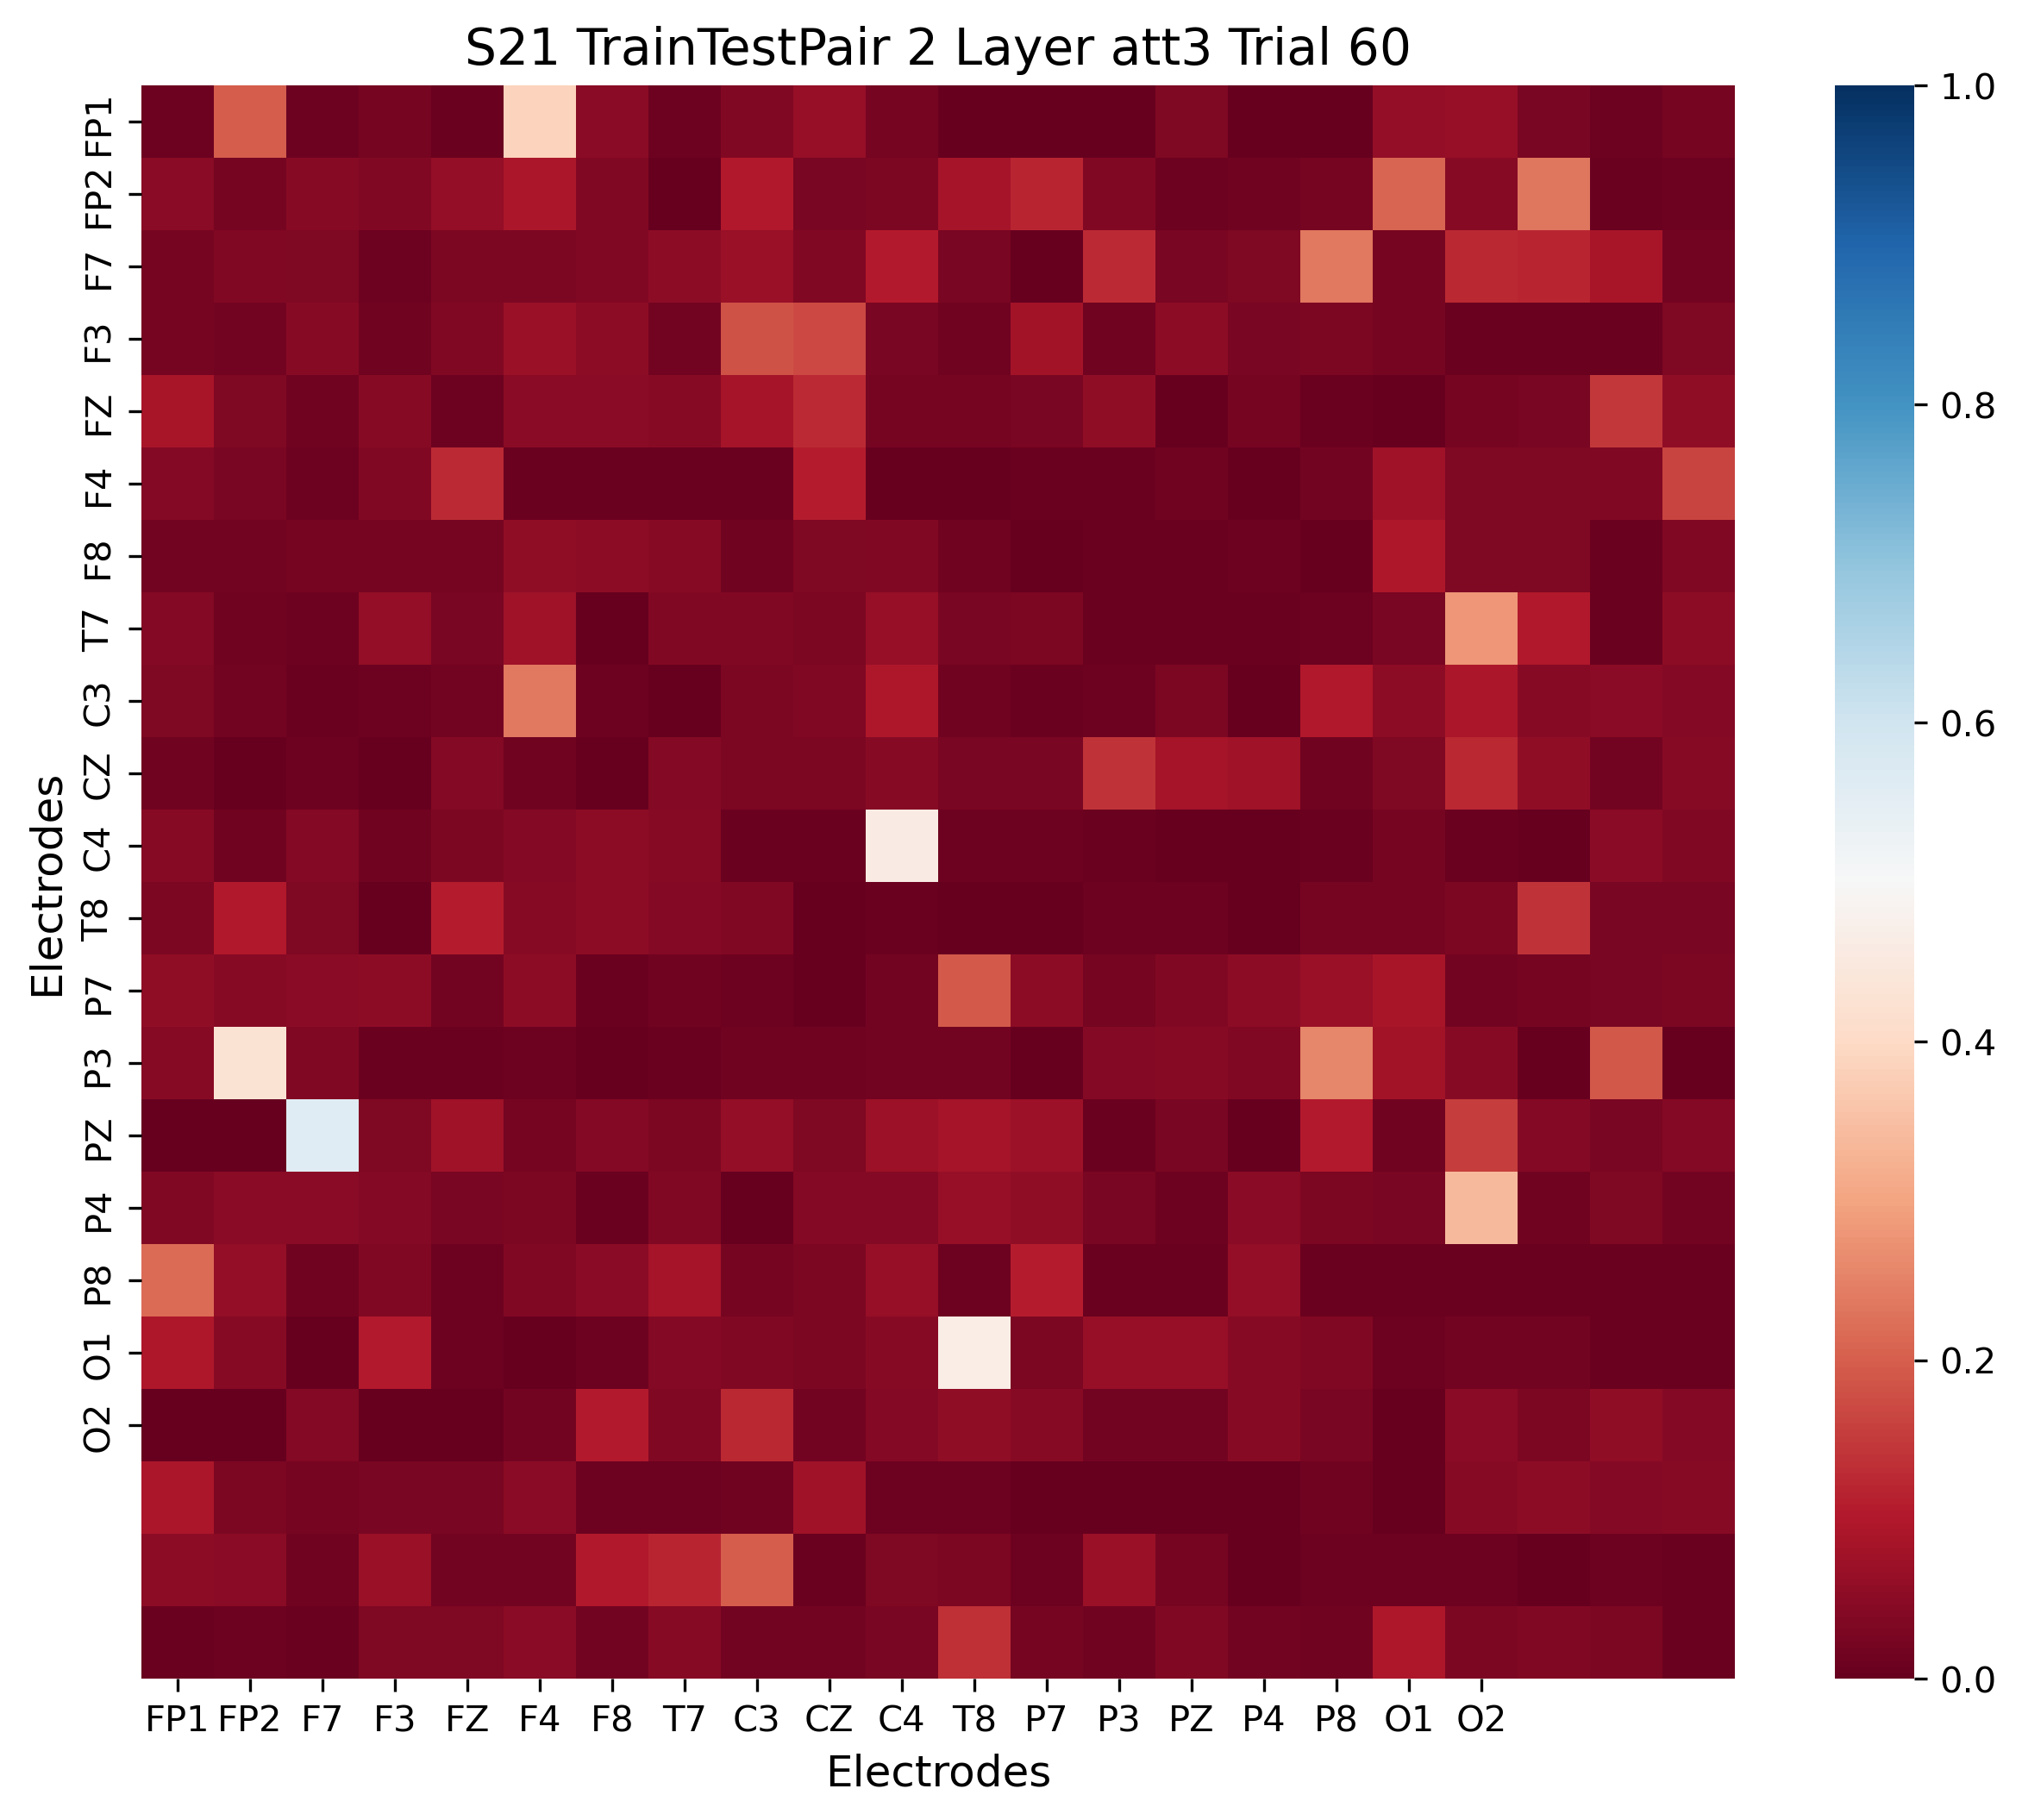 S21 TrainTestPair 2 Layer att3 Trial 60
Electrodes
FP1
FP2
F7
F3
FZ
F4
F8
T7
C3
CZ
C4
T8
P7
P3
PZ
P4
P8
O1
O2
FP1 FP2 F7 F3 FZ F4 F8 T7 C3 CZ C4 T8 P7 P3 PZ P4 P8 O1 O2
Electrodes
1.0
0.8
0.6
0.4
0.2
0.0